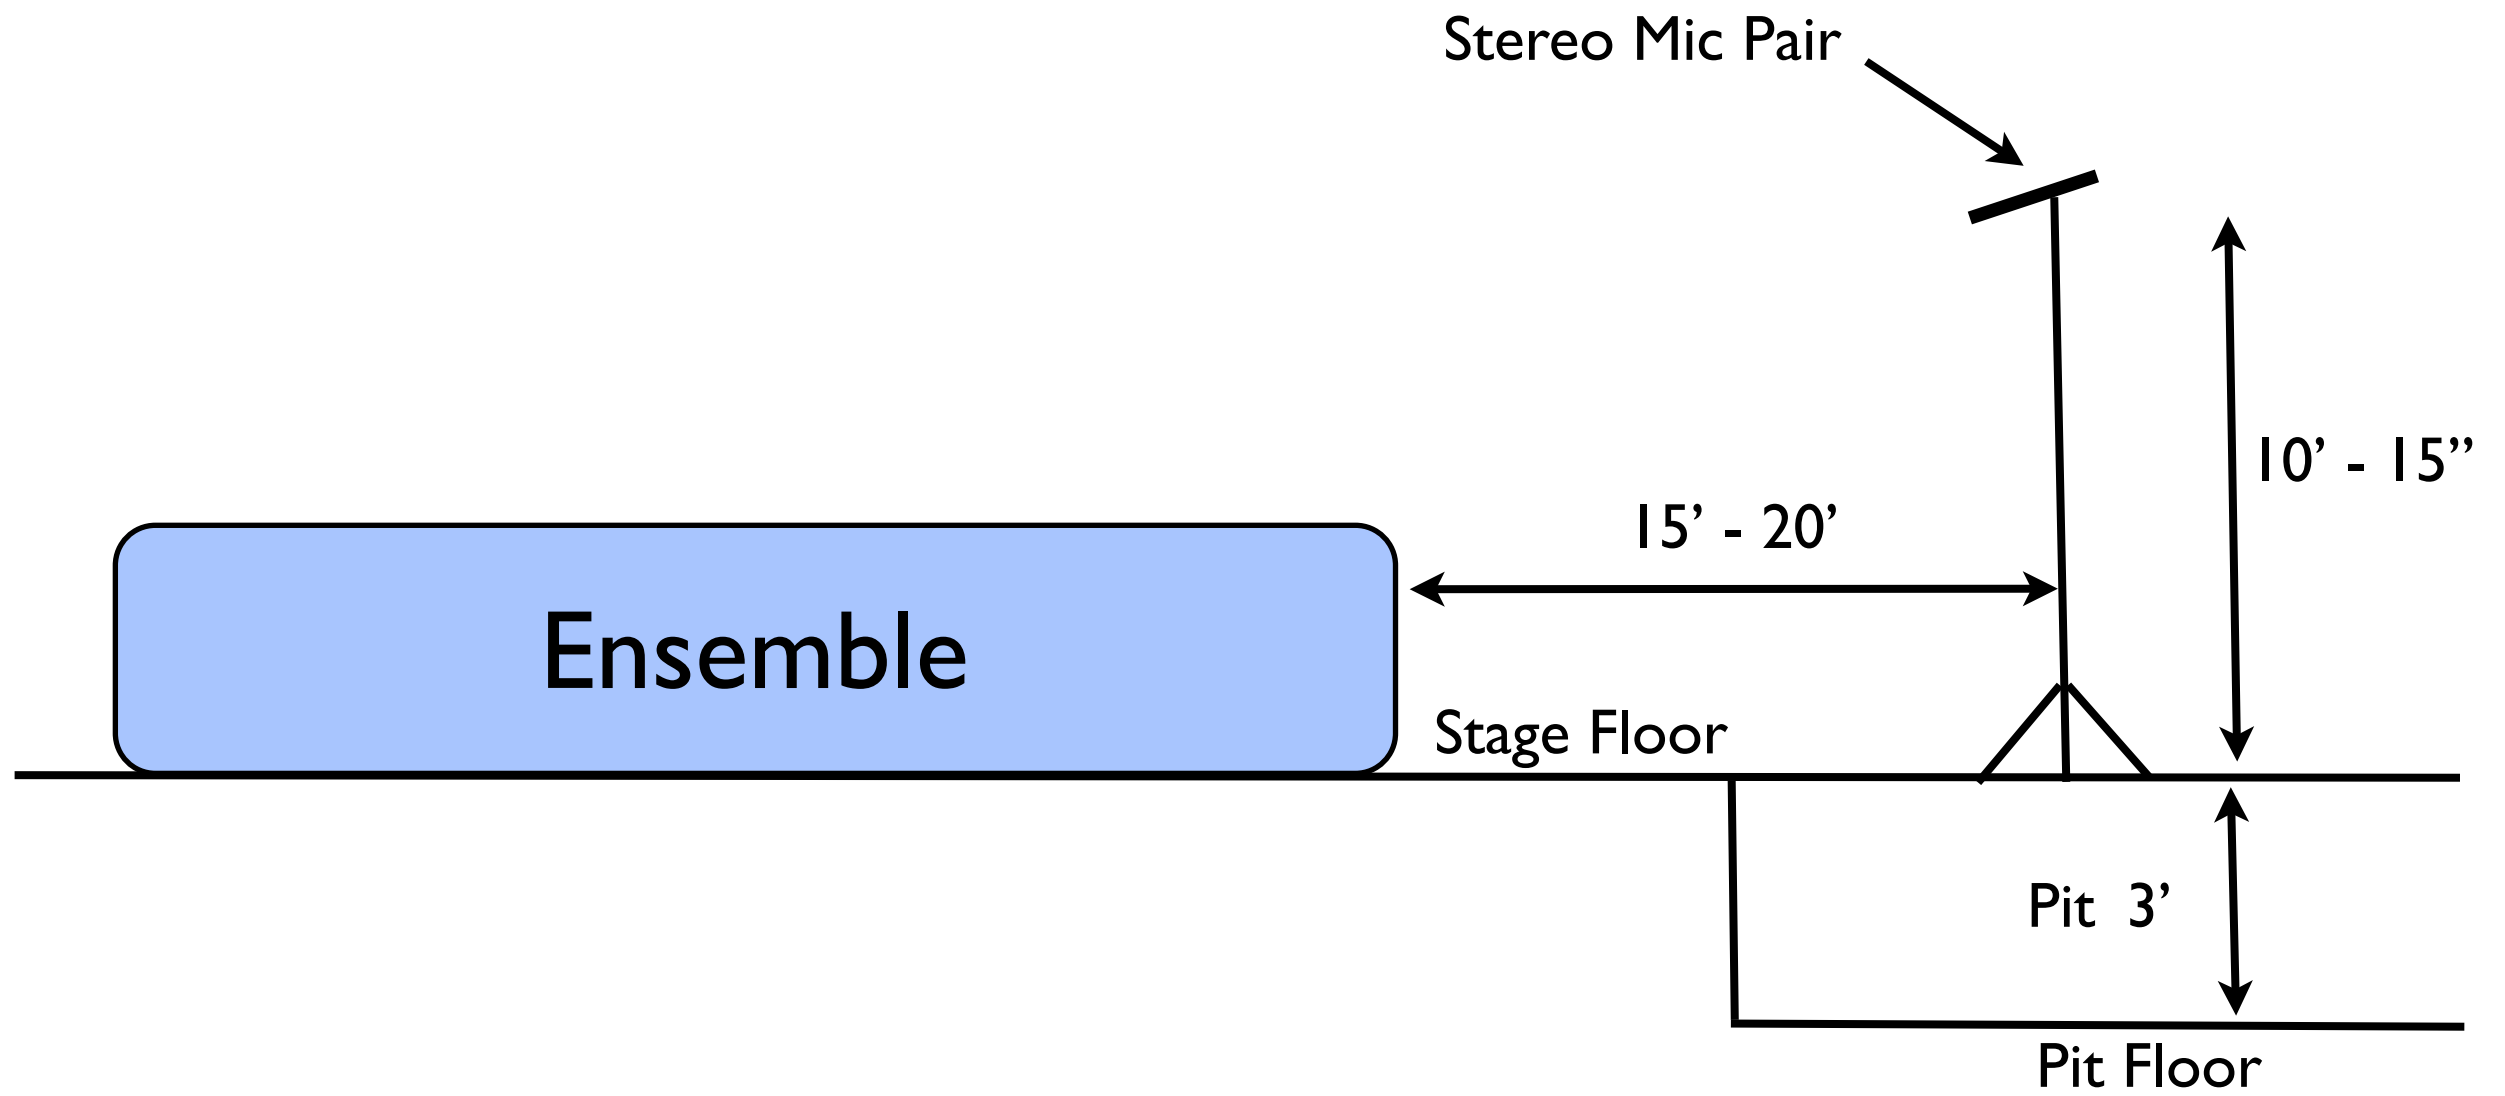 Stereo Mic Pair
10’ - 15”
15’ - 20’
Ensemble
Stage Floor
Pit 3’
Pit Floor